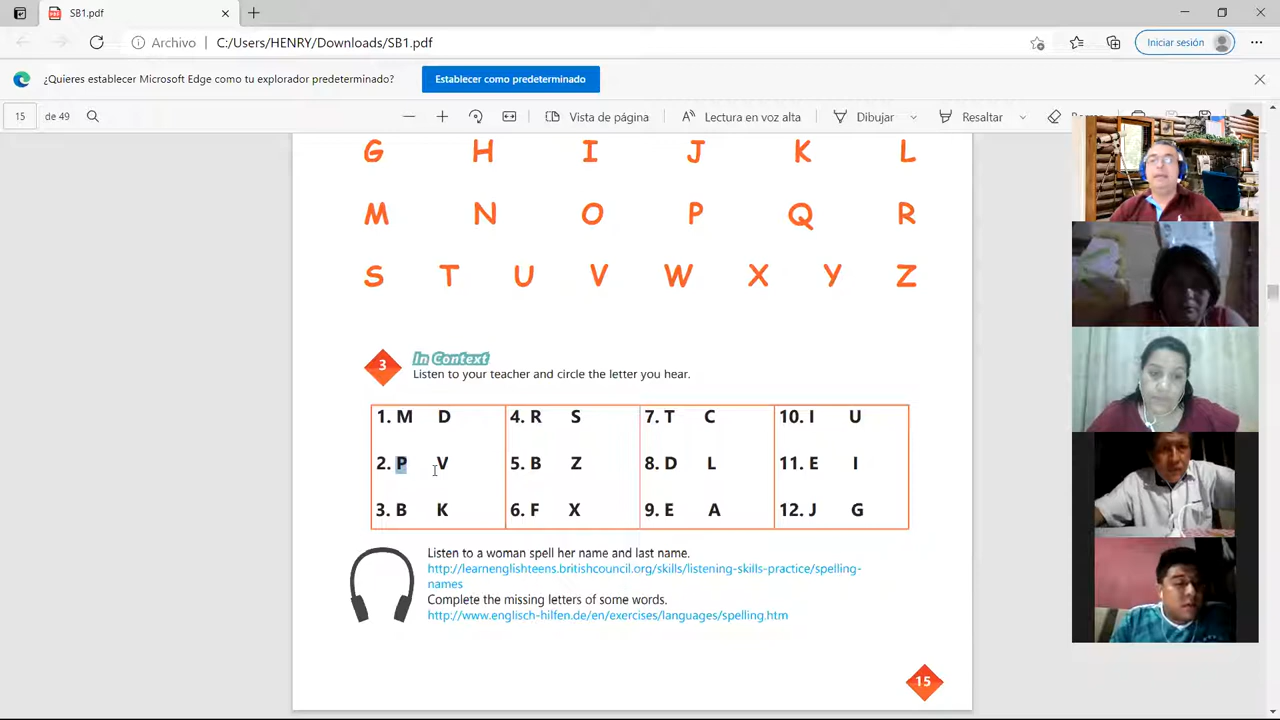 SB1.pdf
Archivo C:/Users/HENRY/Downloads/SB1.pdf Iniciar sesión
¿Quieres establecer Microsoft Edge como tu explorador predeterminado? Establecer como predeterminado
15 de 49 Vista de página Lectura en voz alta Dibujar Resaltar
G H I J K L
M N O P Q R
S T U V W X Y Z
3 In Context
Listen to your teacher and circle the letter you hear.
1. M D 4. R S 7. T C 10. I U
2. P V 5. B Z 8. D L 11. E I
3. B K 6. F X 9. E A 12. J G
Listen to a woman spell her name and last name.
http://learnenglishteens.britishcouncil.org/skills/listening-skills-practice/spelling-
names
Complete the missing letters of some words.
http://www.englisch-hilfen.de/en/exercises/languages/spelling.htm
15